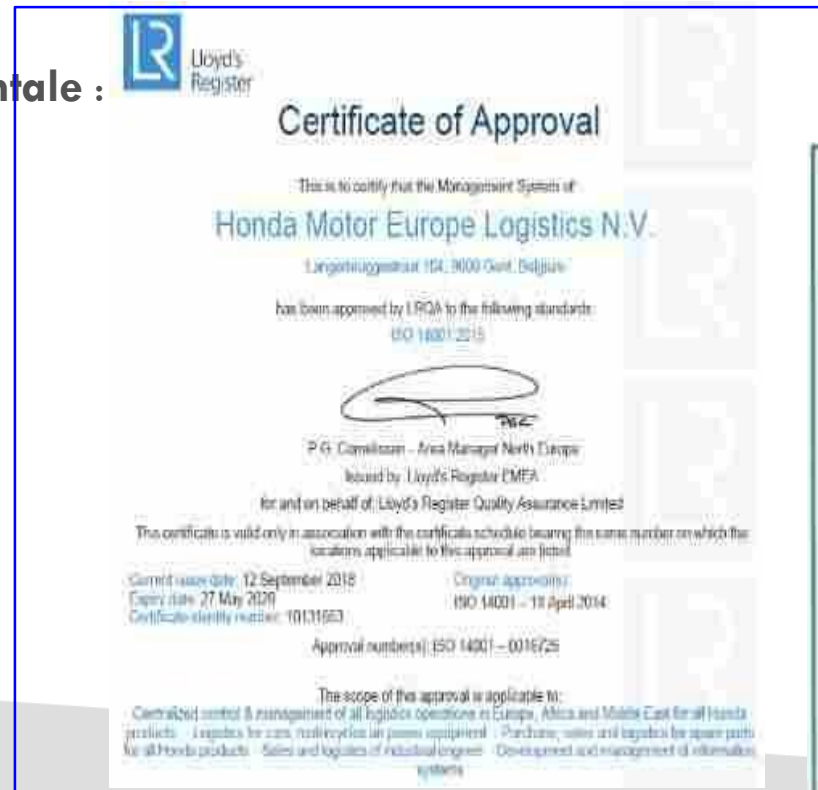 ntale :
LR
Lloyd's
Register
Certificate of Approval
This is to certify that the Management System of
Honda Motor Europe Logistics N.V.
104, 9000 Gent, Belgium
has been approved by LRQA to the following standards:
ISO 14001:2015
P.G. Cornelissen - Area Manager North Europe
Issued by: Lloyd's Register EMEA
for and on behalf of: Lloyd's Register Quality Assurance Limited
This certificate is valid only in association with the certificate schedule bearing the same number on which the
locations applicable to this approval are listed
Current issue date: 12 September 2018
Expiry date: 27 May 2020
Certificate identity number:
Original approval(s):
ISO 14001 – April 2014
Approval number(s): ISO 14001 –
The scope of this approval is applicable to:
Centralized control & management of all logistics operations in Europe, Africa and Middle East for all Honda
products Logistics for cars, motorcycles power equipment Purchase, sales and logistics for spare parts
for all Honda products Sales and logistics of industrial engines Development and management of information
systems